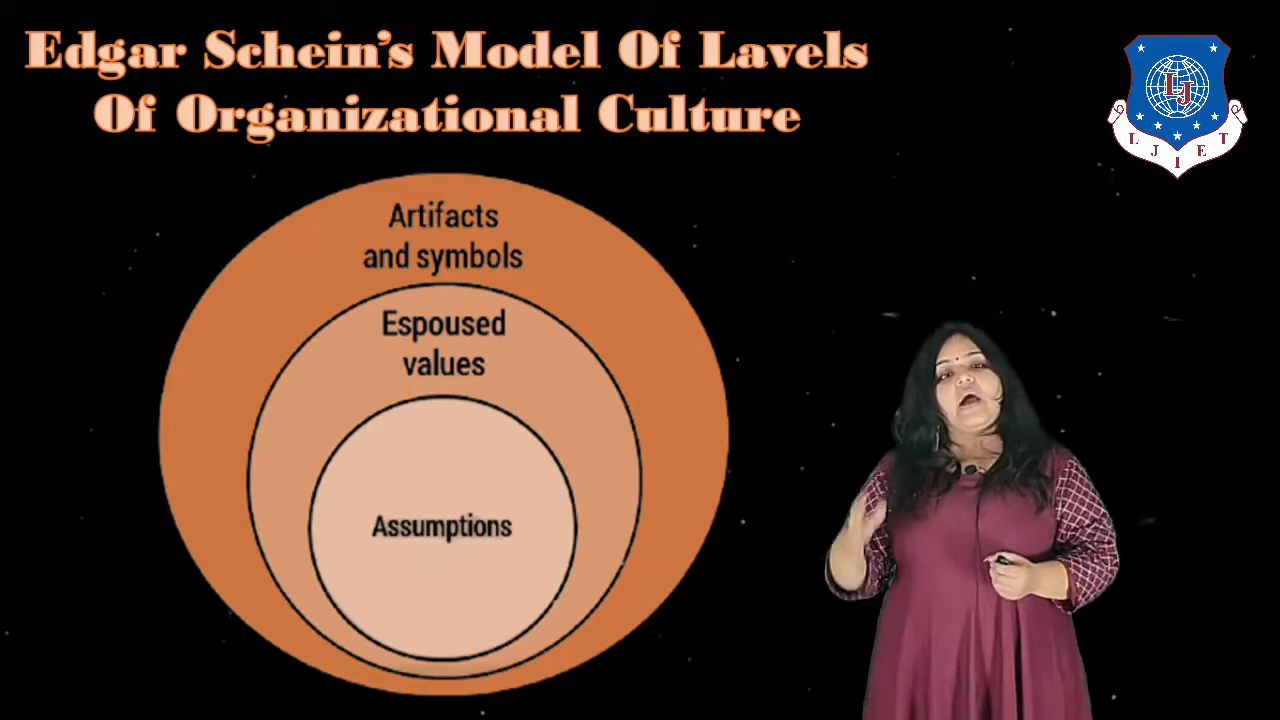 Edgar Schein's Model Of Lavels
Of Organizational Culture
LJ
L J I E T
Artifacts
and symbols
Espoused
values
Assumptions